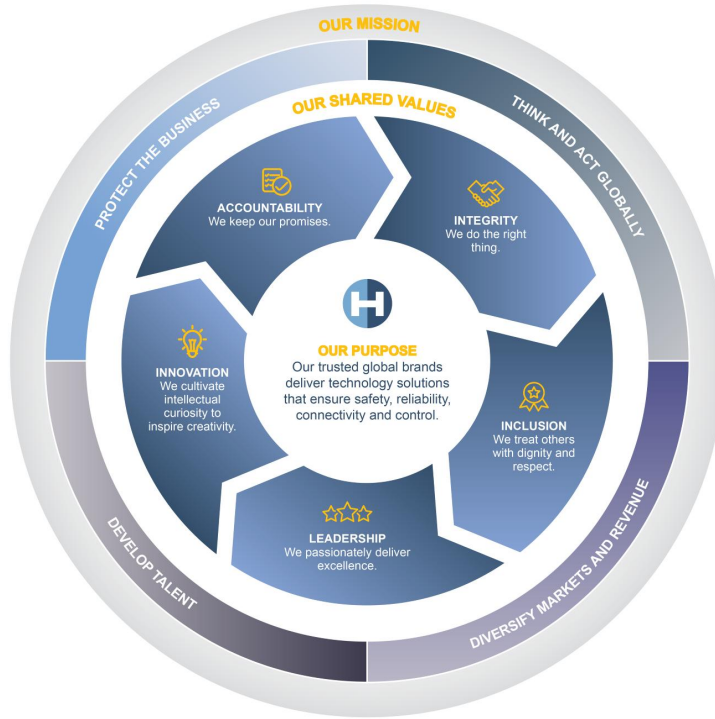 OUR MISSION
PROTECT THE BUSINESS
THINK AND ACT GLOBALLY
DIVERSIFY MARKETS AND REVENUE
DEVELOP TALENT
OUR SHARED VALUES
ACCOUNTABILITY
We keep our promises.
INTEGRITY
We do the right
thing.
INCLUSION
We treat others
with dignity and
respect.
LEADERSHIP
We passionately deliver
excellence.
INNOVATION
We cultivate
intellectual
curiosity to
inspire creativity.
H
OUR PURPOSE
Our trusted global brands
deliver technology solutions
that ensure safety, reliability,
connectivity and control.